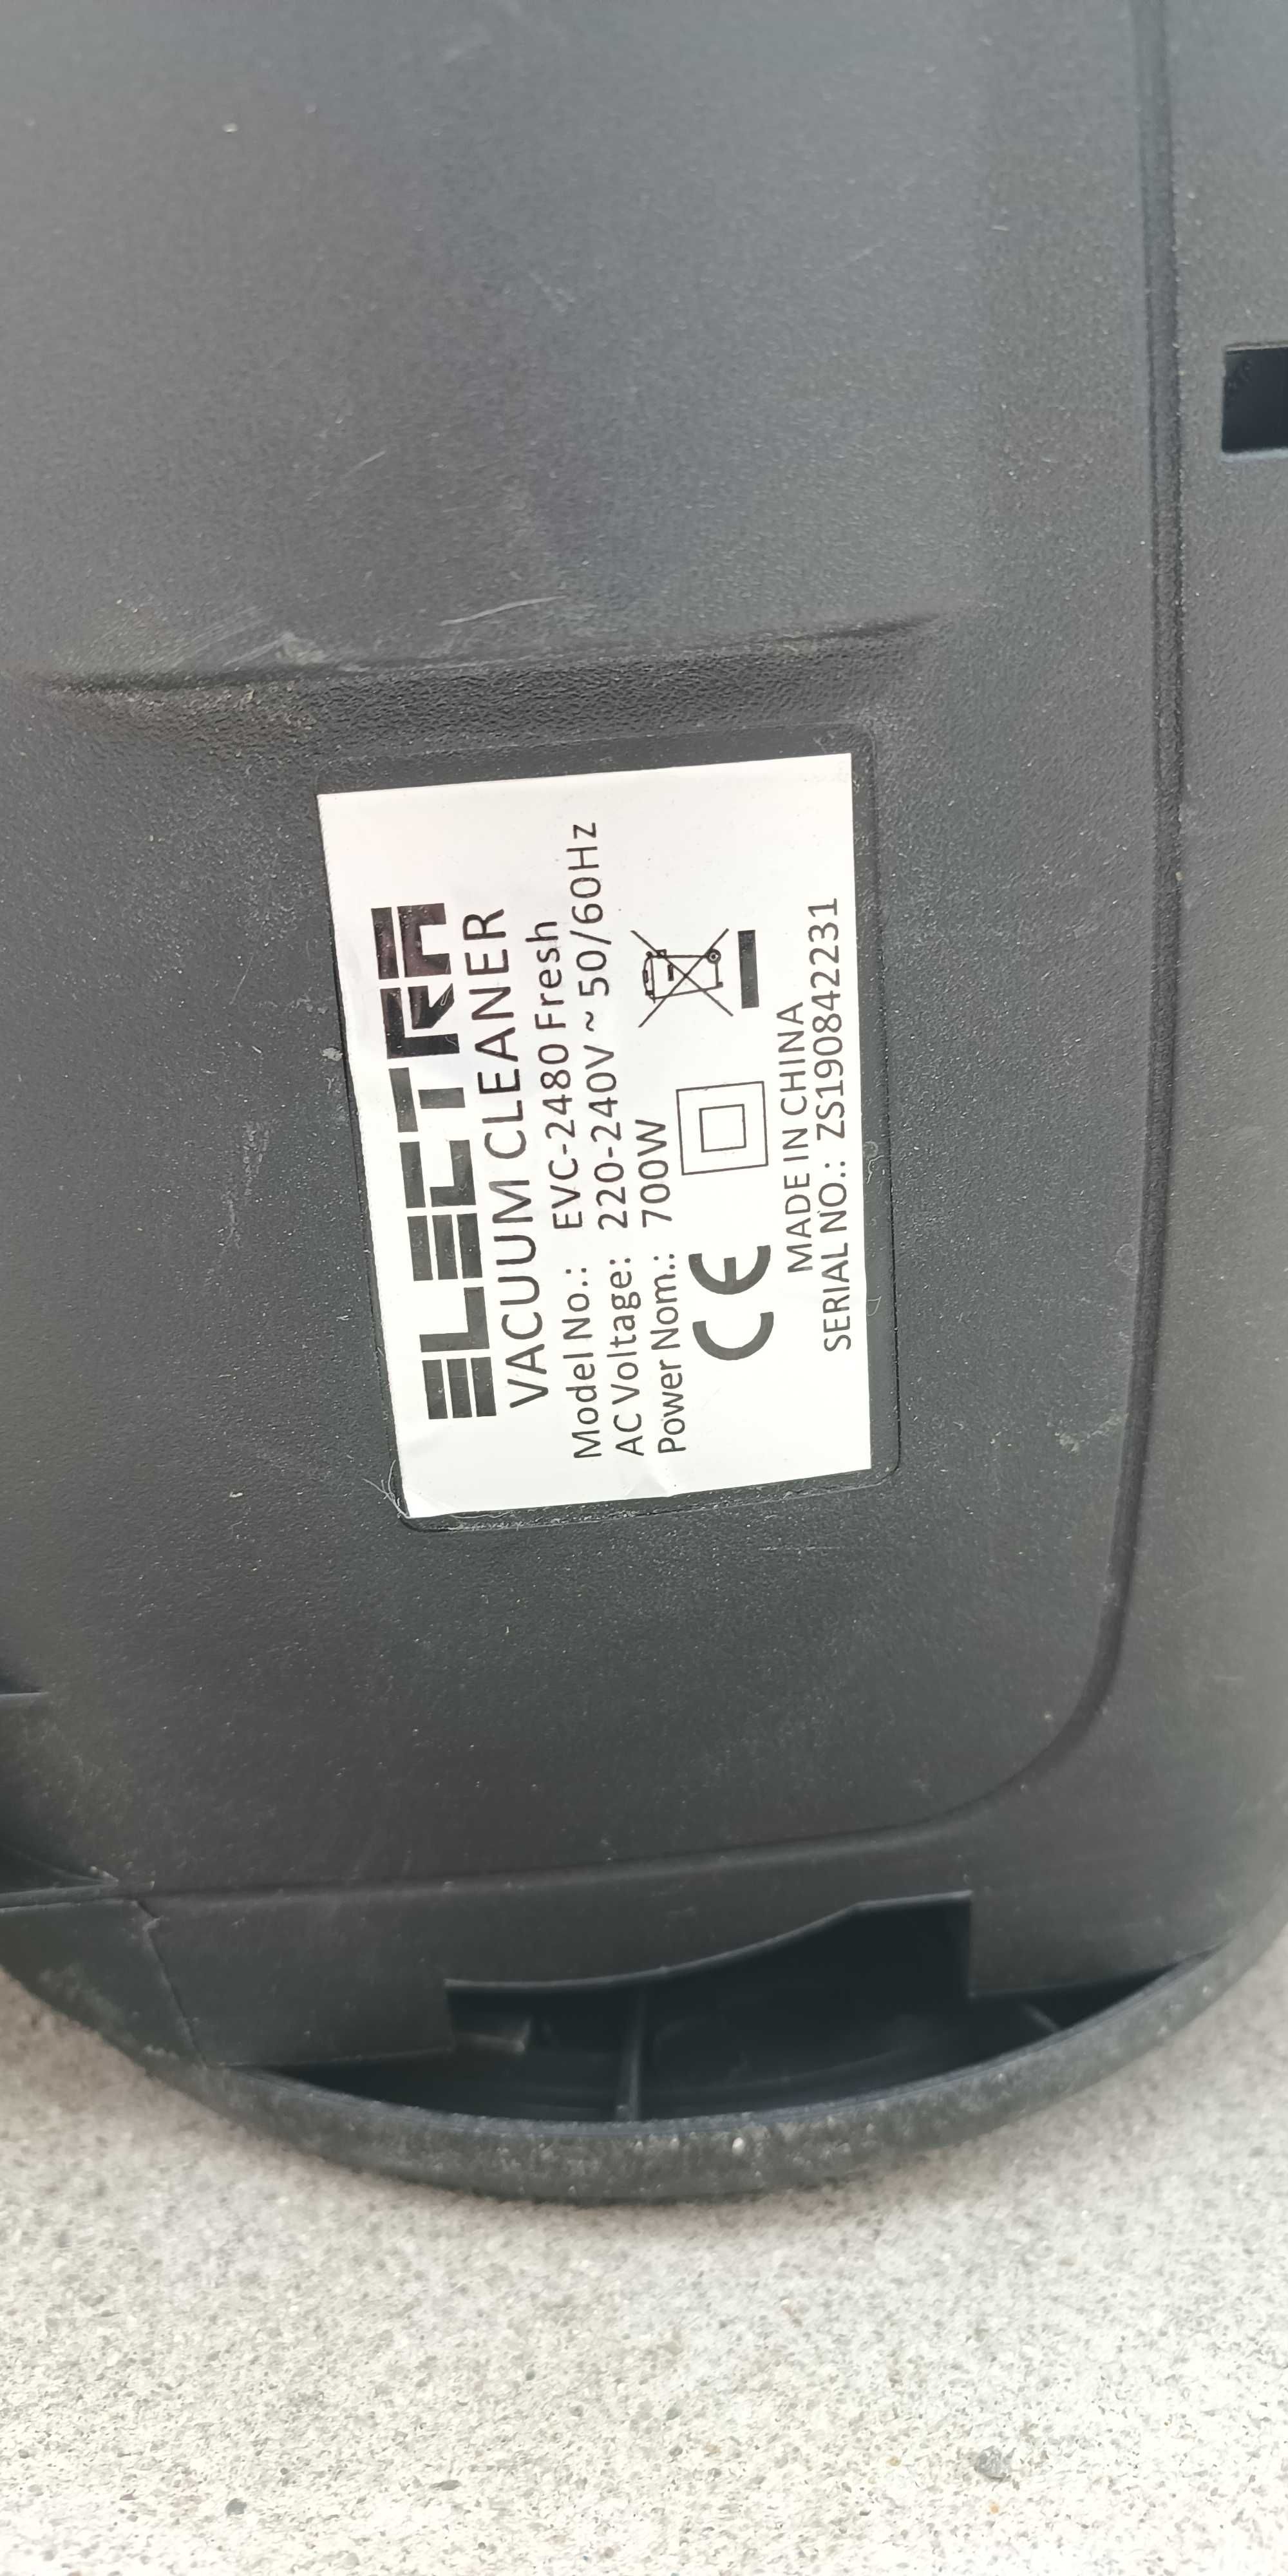 ELECTRA
VACUUM CLEANER
Model No.: EVC-2480 Fresh
AC Voltage: 220-240V ~ 50/60Hz
Power Nom.: 700W
CE
MADE IN CHINA
SERIAL NO.: ZS190842231